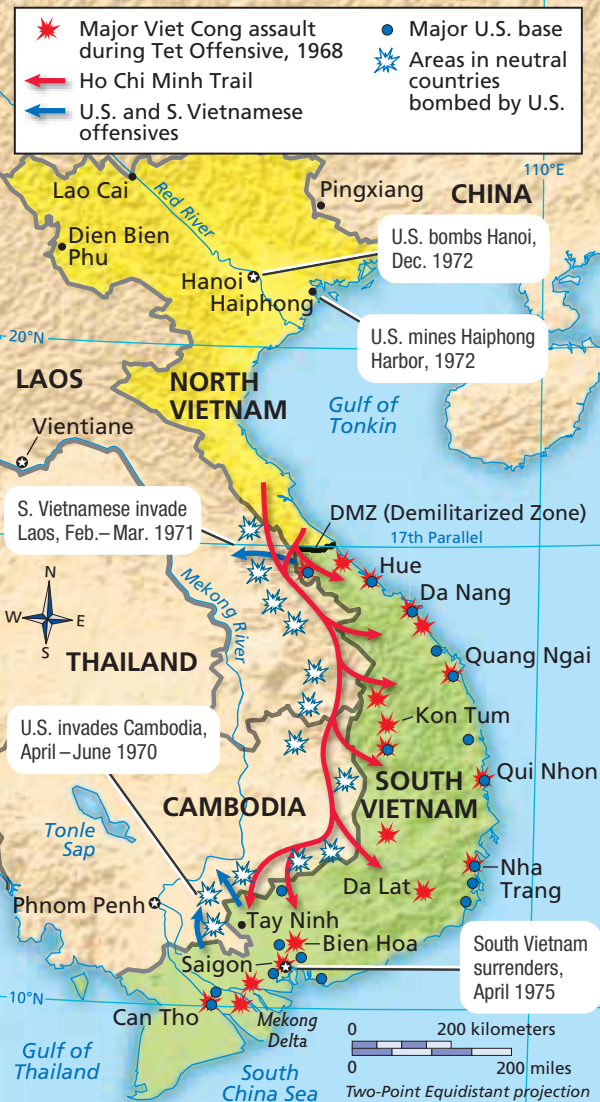 Major Viet Cong assault
during Tet Offensive, 1968
Ho Chi Minh Trail
U.S. and S. Vietnamese
offensives
Major U.S. base
Areas in neutral
countries
bombed by U.S.
110°E
Lao Cai
Red River
Pingxiang
CHINA
Dien Bien
Phu
U.S. bombs Hanoi,
Dec. 1972
Hanoi
Haiphong
U.S. mines Haiphong
Harbor, 1972
20°N
LAOS
NORTH
VIETNAM
Gulf of
Tonkin
Vientiane
S. Vietnamese invade
Laos, Feb.–Mar. 1971
DMZ (Demilitarized Zone)
17th Parallel
Hue
Da Nang
N
W
E
S
Mekong River
THAILAND
Quang Ngai
Kon Tum
U.S. invades Cambodia,
April–June 1970
Qui Nhon
SOUTH
VIETNAM
CAMBODIA
Tonle
Sap
Nha
Trang
Da Lat
Phnom Penh
Tay Ninh
Bien Hoa
Saigon
South Vietnam
surrenders,
April 1975
10°N
Can Tho
Mekong
Delta
Gulf of
Thailand
South
China Sea
0
200 kilometers
0
200 miles
Two-Point Equidistant projection